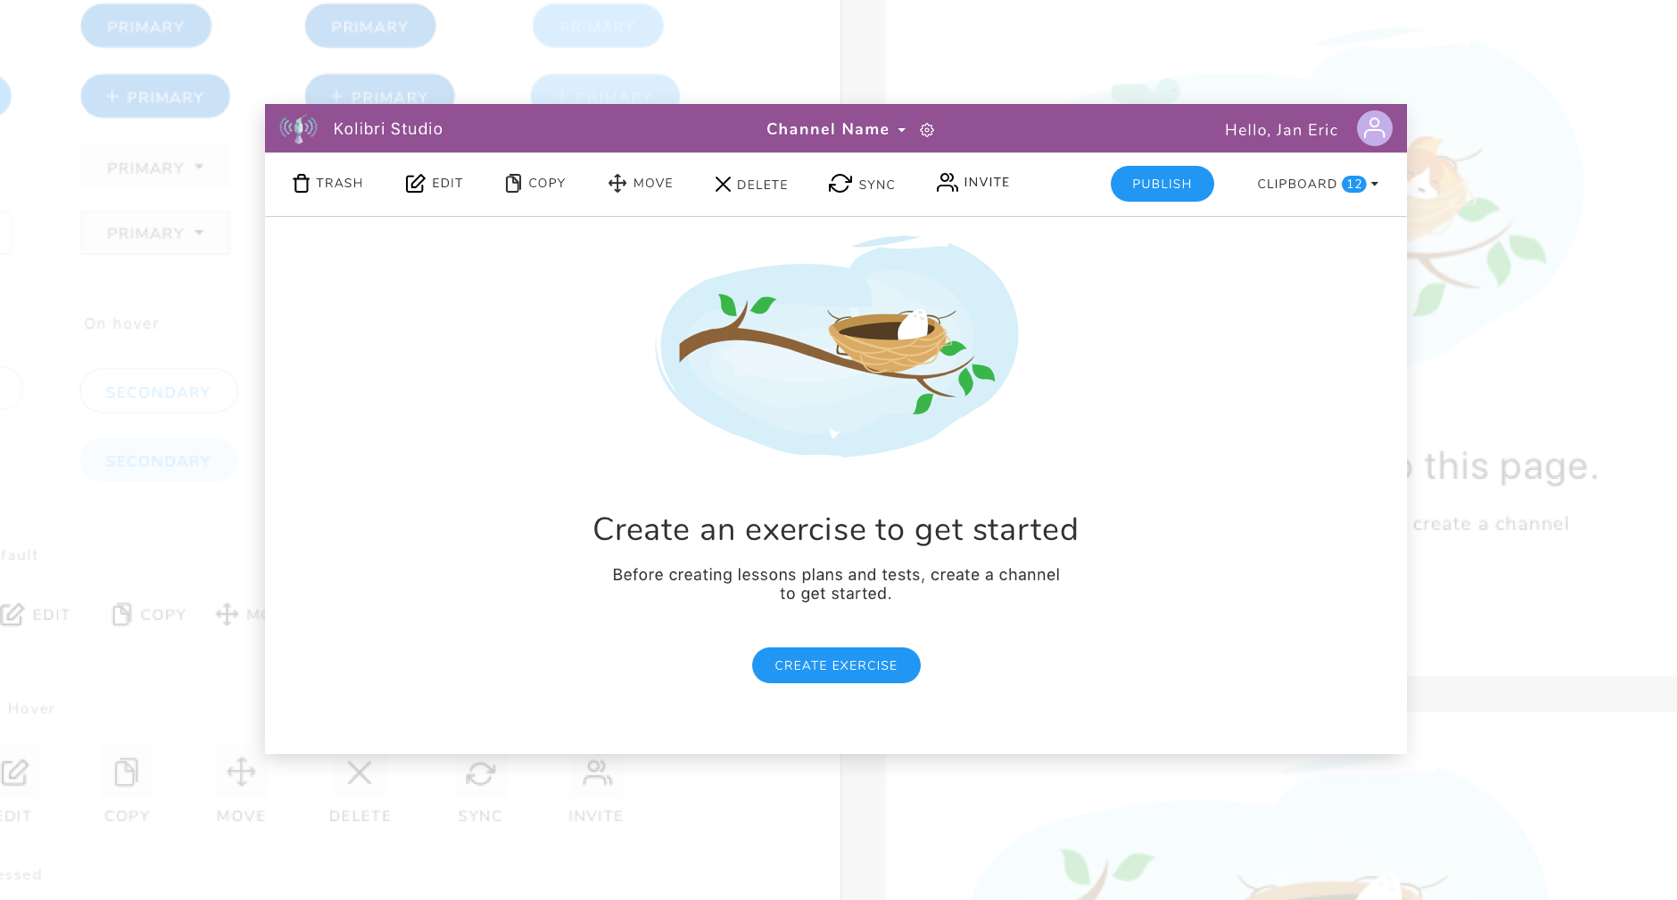 PRIMARY
PRIMARY
PRIMARY
+ PRIMARY
+ PRIMARY
+ PRIMARY
PRIMARY
PRIMARY
On hover
SECONDARY
SECONDARY
fault
EDIT
COPY
MO
Hover
EDIT
COPY
MOVE
DELETE
SYNC
INVITE
essed
Kolibri Studio
Channel Name
Hello, Jan Eric
TRASH
EDIT
COPY
MOVE
DELETE
SYNC
INVITE
PUBLISH
CLIPBOARD 12
Create an exercise to get started
Before creating lessons plans and tests, create a channel
to get started.
CREATE EXERCISE
this page.
create a channel